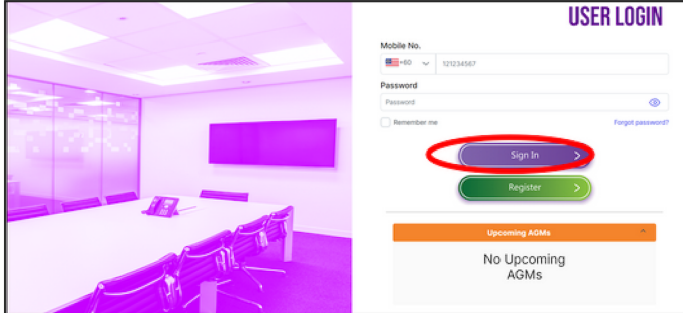 USER LOGIN
Mobile No.
+60 121234567
Password
Password
Remember me Forgot password?
Sign In
Register
Upcoming AGMs
No Upcoming
AGMs